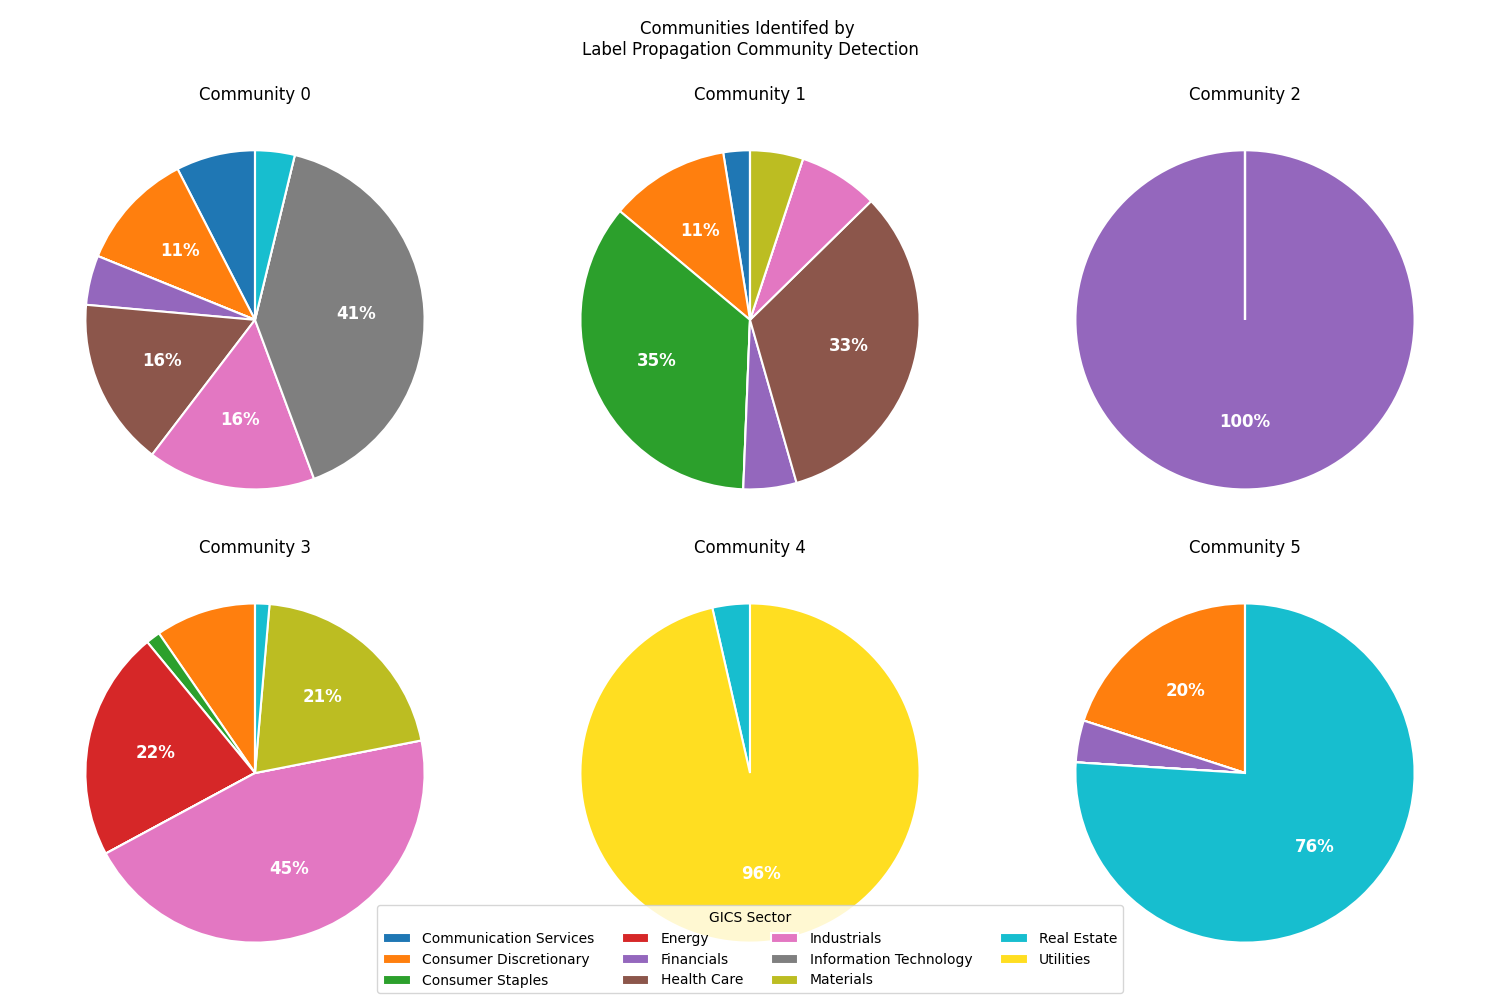 Communities Identifed by
Label Propagation Community Detection
Community 0
11%
41%
16%
16%
Community 1
11%
35%
33%
Community 2
100%
Community 3
21%
22%
45%
Community 4
96%
Community 5
20%
76%
GICS Sector
Communication Services
Consumer Discretionary
Consumer Staples
Energy
Financials
Health Care
Industrials
Information Technology
Materials
Real Estate
Utilities